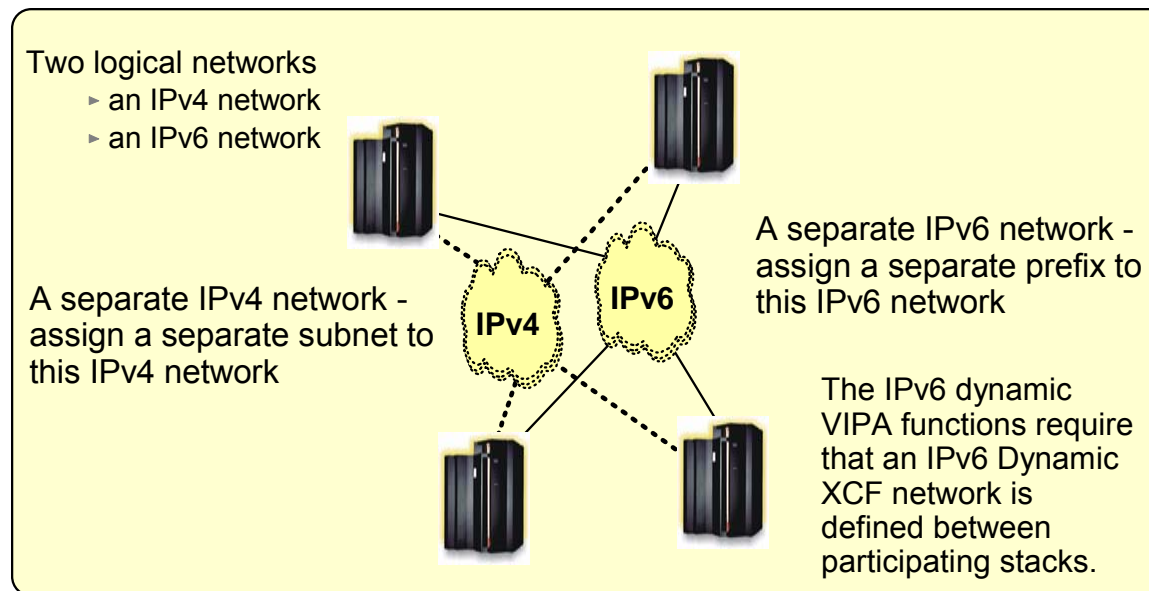 Two logical networks
► an IPv4 network
► an IPv6 network
A separate IPv4 network -
assign a separate subnet to
this IPv4 network
IPv4
IPv6
A separate IPv6 network -
assign a separate prefix to
this IPv6 network
The IPv6 dynamic
VIPA functions require
that an IPv6 Dynamic
XCF network is
defined between
participating stacks.